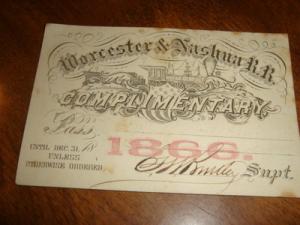 Worcester & Nashua R.R.
COMPLIMENTARY.
Pass
UNTIL DEC. 31,
UNLESS
OTHERWISE ORDERED
1866.
Supt.